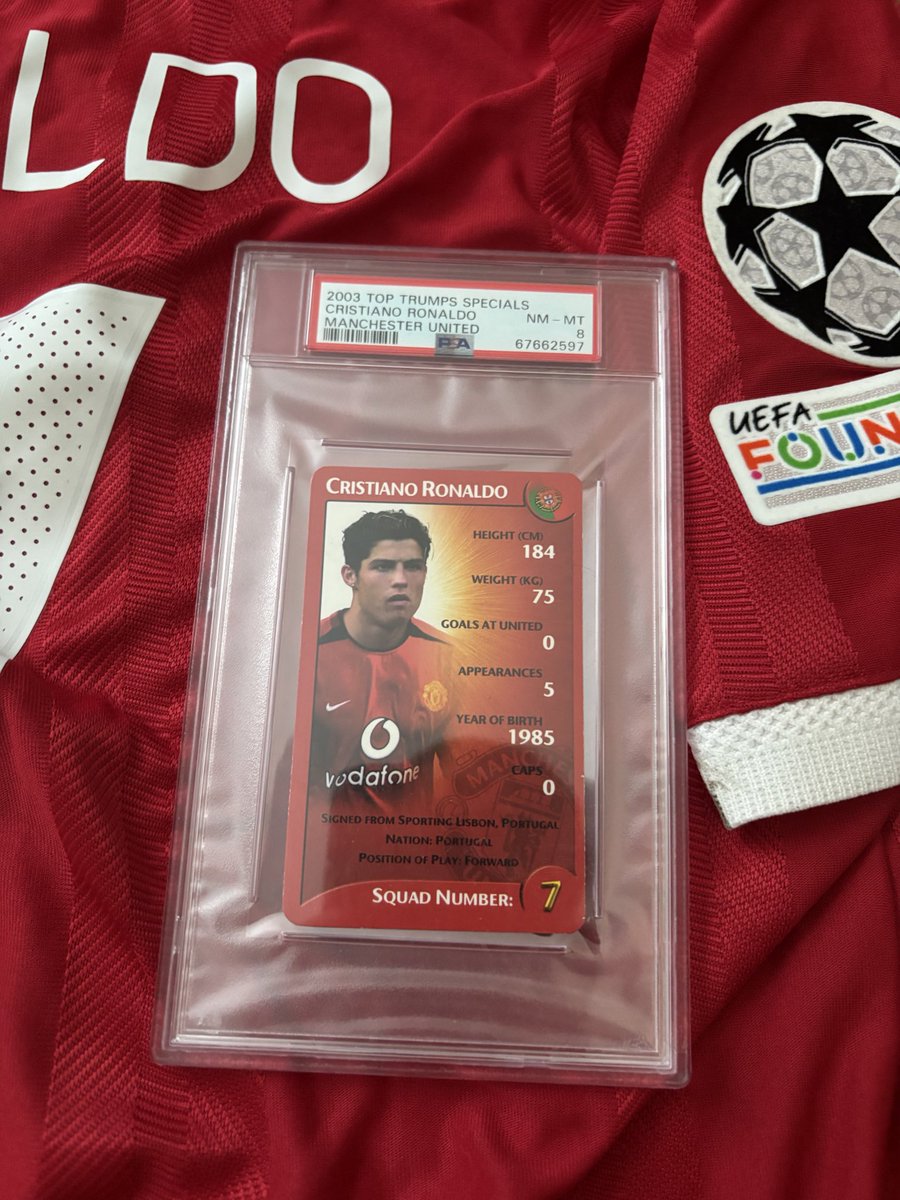 LDO
2003 TOP TRUMPS SPECIALS
CRISTIANO RONALDO NM - MT
MANCHESTER UNITED 8
PSA 67662597
UEFA
FOUN
CRISTIANO RONALDO
HEIGHT (CM)
184
WEIGHT (KG)
75
GOALS AT UNITED
0
APPEARANCES
5
YEAR OF BIRTH
1985
CAPS
0
vodafone
SIGNED FROM SPORTING LISBON, PORTUGAL
NATION: PORTUGAL
POSITION OF PLAY: FORWARD
SQUAD NUMBER: 7